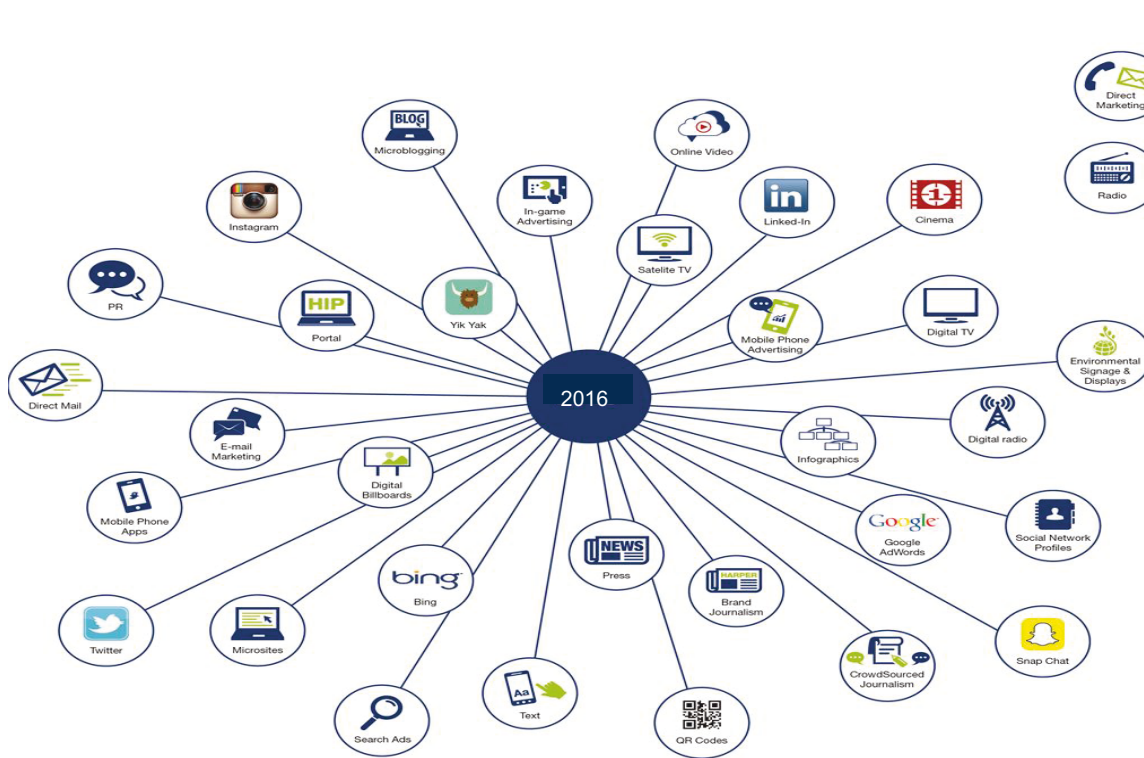 Direct
Marketing
BLOG
Microblogging
Online Video
Radio
In-game
Advertising
in
Linked-In
1
Cinema
Instagram
Satelite TV
PR
HIP
Portal
Yik Yak
Mobile Phone
Advertising
Digital TV
Environmental
Signage &
Displays
Direct Mail
2016
E-mail
Marketing
Digital radio
Infographics
Digital
Billboards
Mobile Phone
Apps
Google
Google
AdWords
Social Network
Profiles
NEWS
Press
bing
Bing
HARPER
Brand
Journalism
Twitter
Microsites
Snap Chat
CrowdSourced
Journalism
Aa
Text
Search Ads
QR Codes